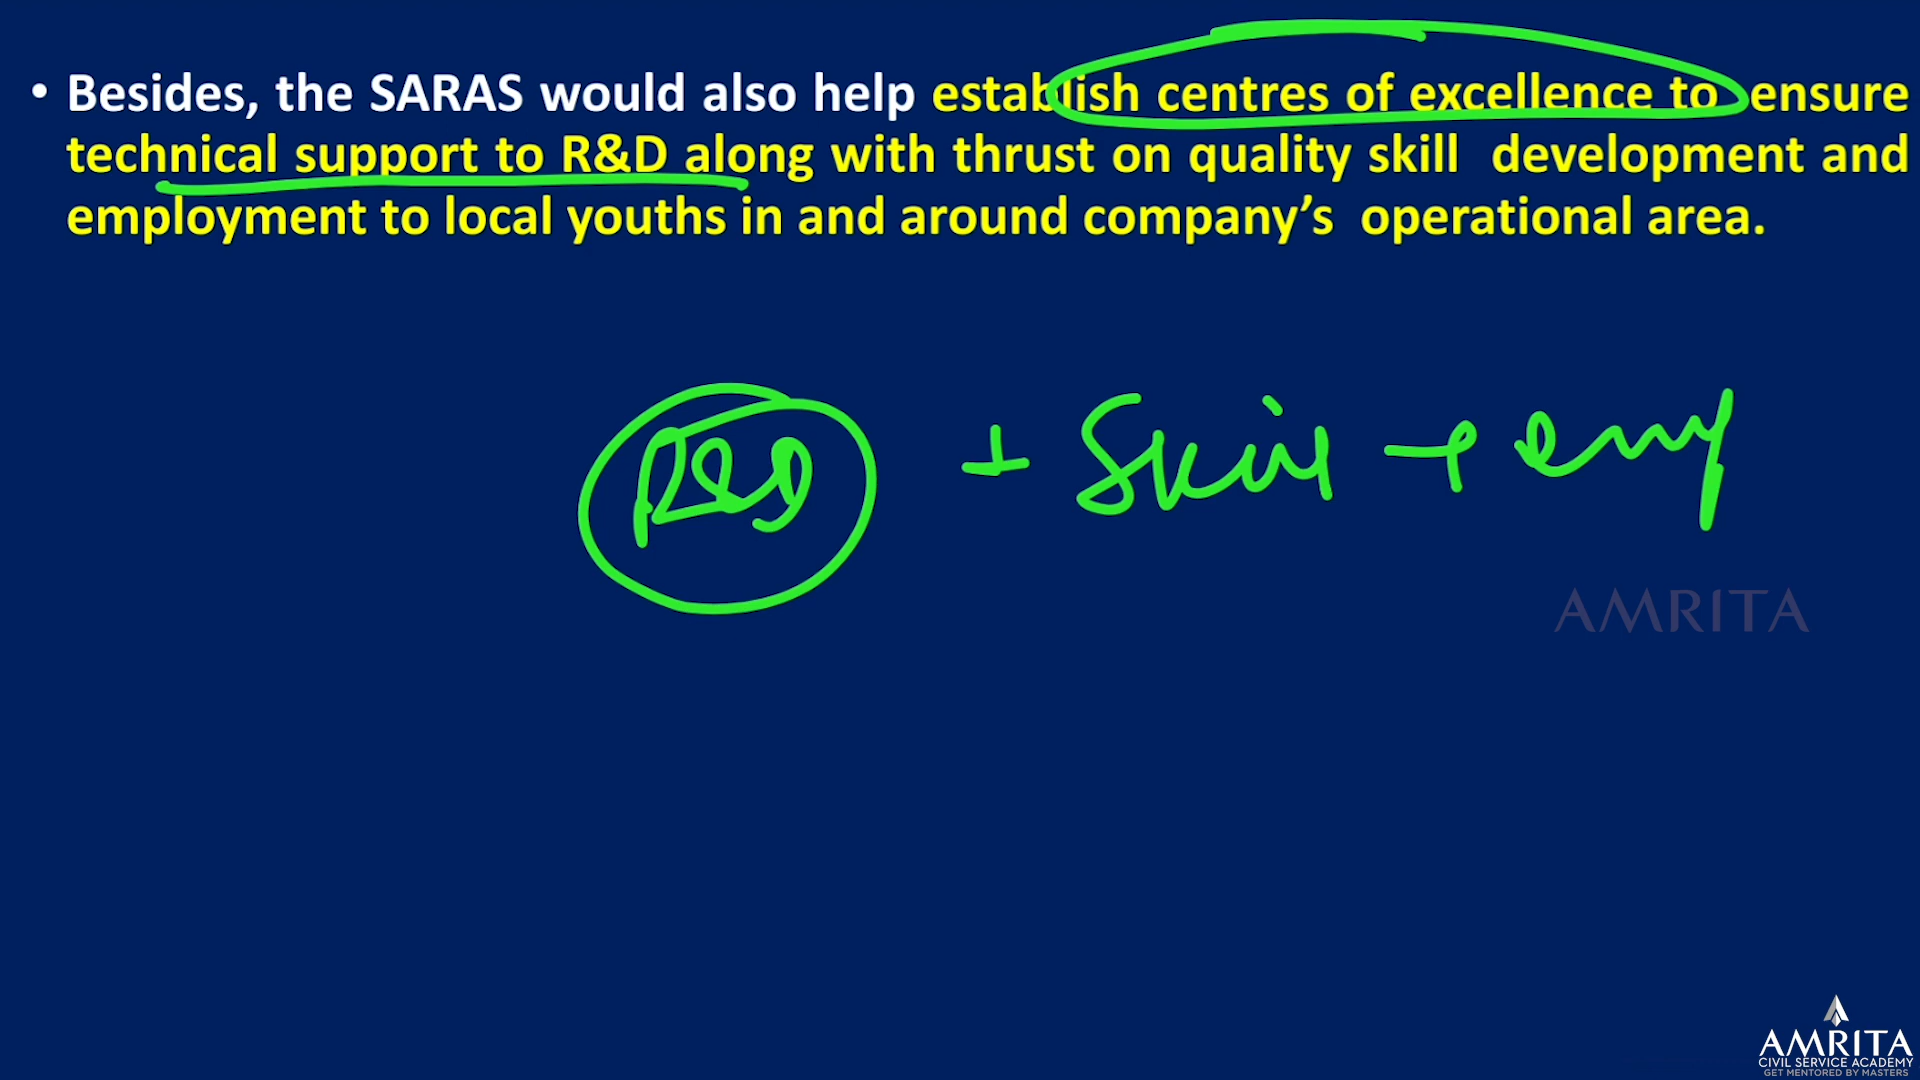 • Besides, the SARAS would also help establish centres of excellence to ensure
technical support to R&D along with thrust on quality skill development and
employment to local youths in and around company’s operational area.
R&D + Skill → emp
AMRITA
AMRITA
CIVIL SERVICE ACADEMY
GET MENTORED BY MASTERS